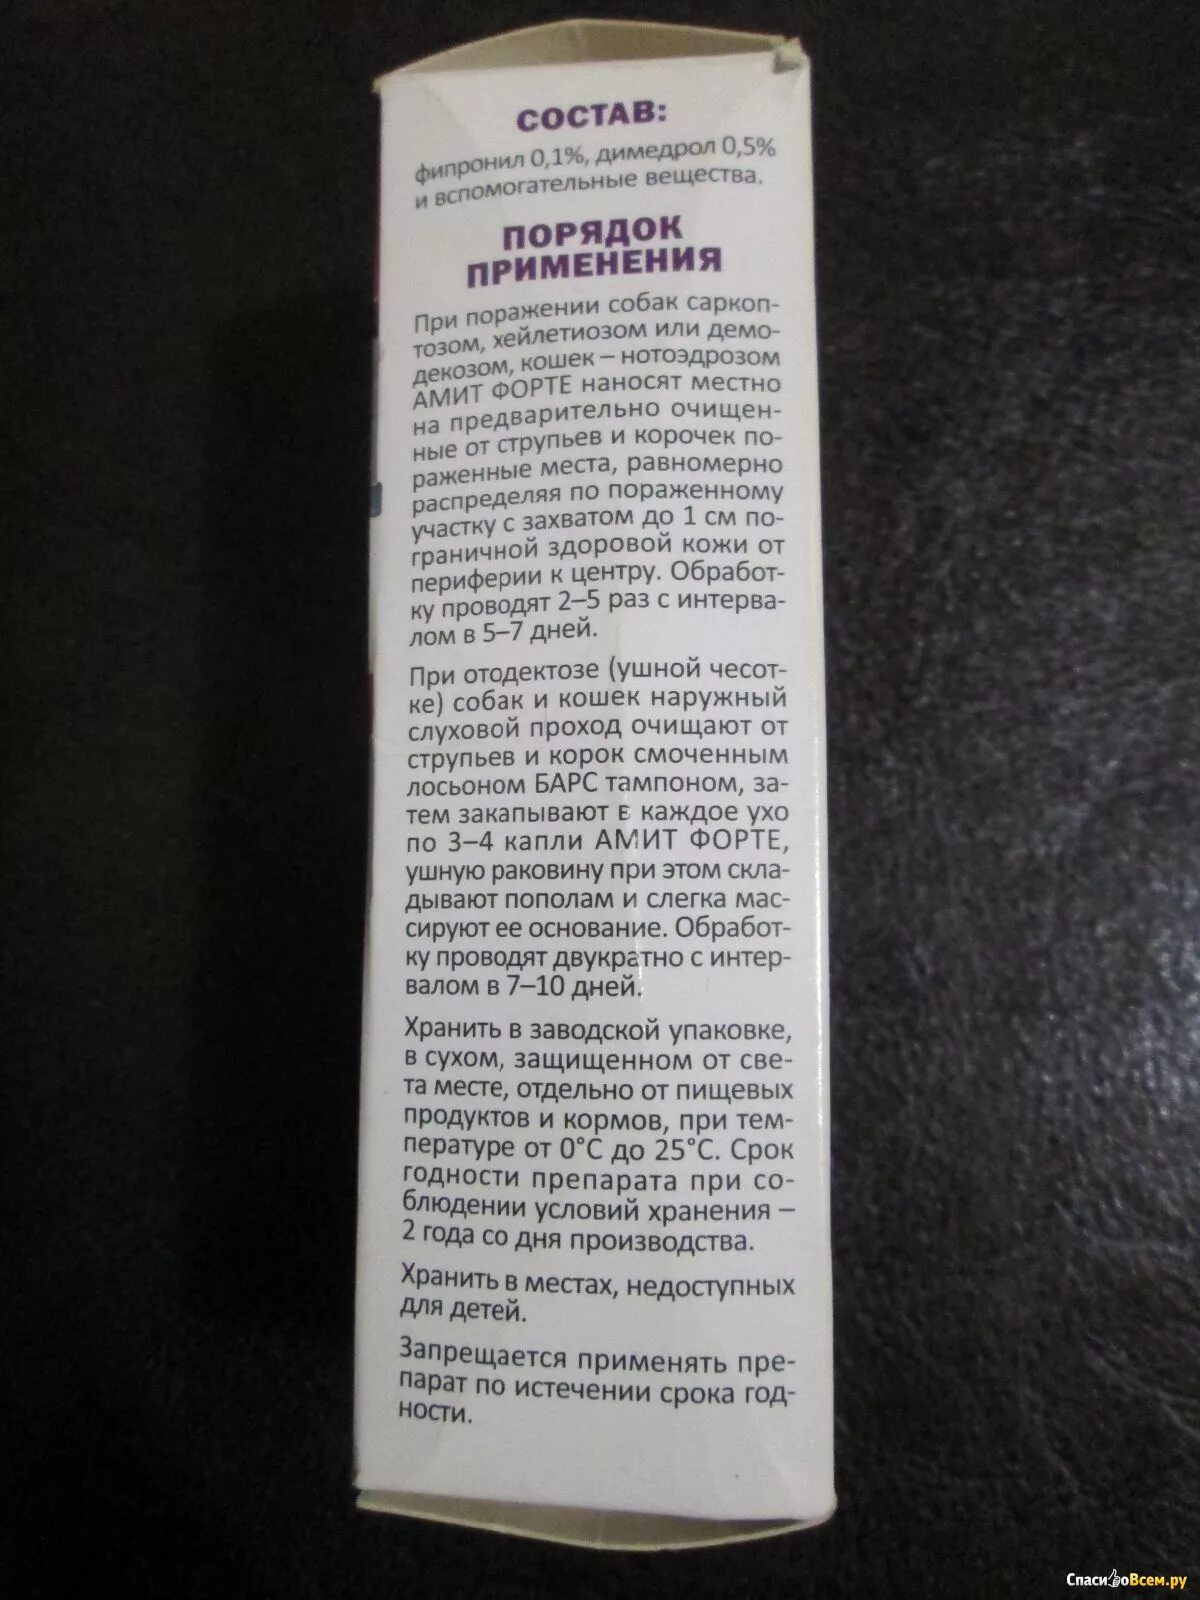 СОСТАВ:
фипронил 0,1%, димедрол 0,5%
и вспомогательные вещества.
ПОРЯДОК
ПРИМЕНЕНИЯ
При поражении собак саркоп-
тозом, хейлетиозом или демо-
декозом, кошек – нотоэдрозом
АМИТ ФОРТЕ наносят местно
на предварительно очищен-
ные от струпьев и корочек по-
раженные места, равномерно
распределяя по пораженному
участку с захватом до 1 см по-
граничной здоровой кожи от
периферии к центру. Обработ-
ку проводят 2–5 раз с интерва-
лом в 5–7 дней.
При отодектозе (ушной чесот-
ке) собак и кошек наружный
слуховой проход очищают от
струпьев и корок смоченным
лосьоном БАРС тампоном, за-
тем закапывают в каждое ухо
по 3–4 капли АМИТ ФОРТЕ,
ушную раковину при этом скла-
дывают пополам и слегка мас-
сируют ее основание. Обработ-
ку проводят двукратно с интер-
валом в 7–10 дней.
Хранить в заводской упаковке,
в сухом, защищенном от све-
та месте, отдельно от пищевых
продуктов и кормов, при тем-
пературе от 0°С до 25°С. Срок
годности препарата при со-
блюдении условий хранения –
2 года со дня производства.
Хранить в местах, недоступных
для детей.
Запрещается применять пре-
парат по истечении срока год-
ности.
СпасибоВсем.ру